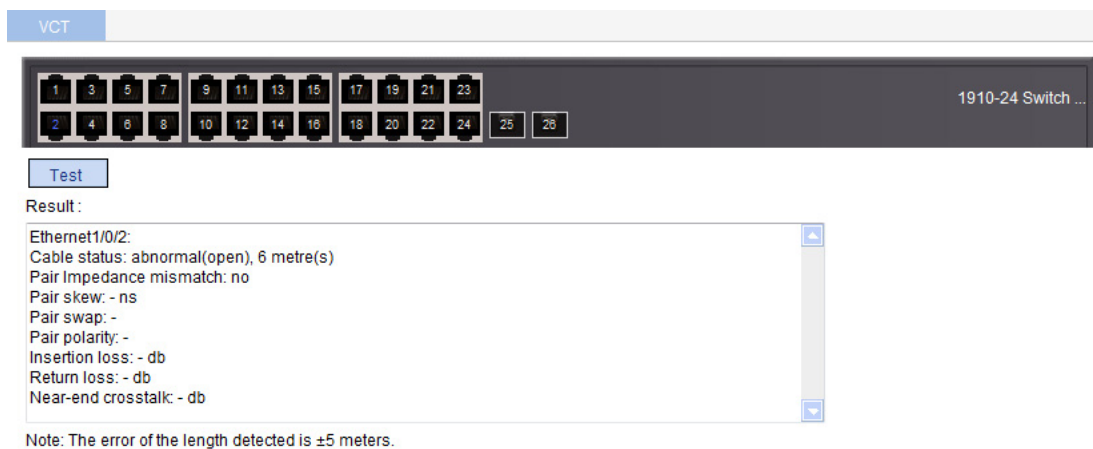 VCT
1 3 5 7 9 11 13 15 17 19 21 23
1910-24 Switch ...
2 4 6 8 10 12 14 16 18 20 22 24 25 26
Test
Result :
Ethernet1/0/2:
Cable status: abnormal(open), 6 metre(s)
Pair Impedance mismatch: no
Pair skew: - ns
Pair swap: -
Pair polarity: -
Insertion loss: - db
Return loss: - db
Near-end crosstalk: - db
Note: The error of the length detected is ±5 meters.